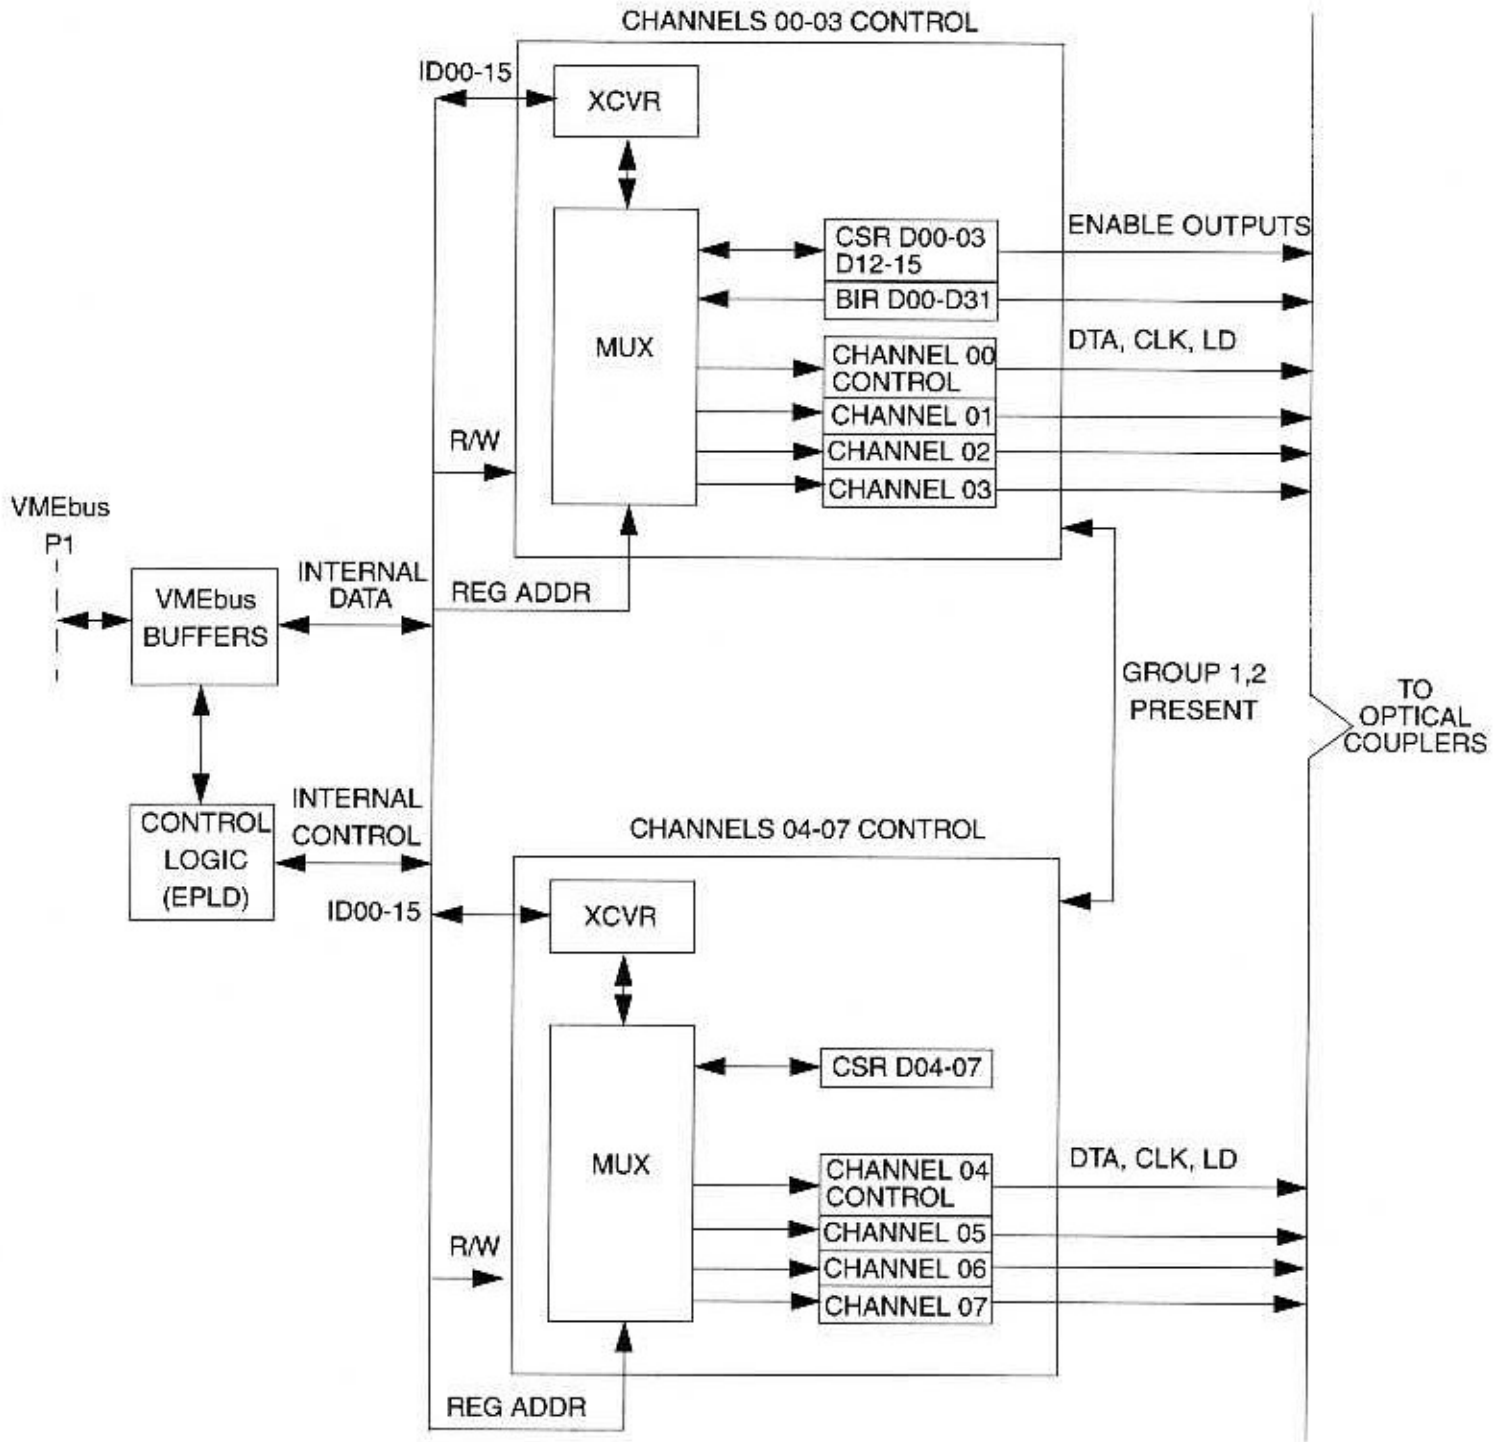 CHANNELS 00-03 CONTROL
ID00-15
XCVR
CSR D00-03
D12-15
BIR D00-D31
ENABLE OUTPUTS
MUX
CHANNEL 00
CONTROL
CHANNEL 01
CHANNEL 02
CHANNEL 03
DTA, CLK, LD
R/W
VMEbus
P1
VMEbus
BUFFERS
INTERNAL
DATA
REG ADDR
GROUP 1,2
PRESENT
TO
OPTICAL
COUPLERS
CONTROL
LOGIC
(EPLD)
INTERNAL
CONTROL
CHANNELS 04-07 CONTROL
ID00-15
XCVR
CSR D04-07
MUX
CHANNEL 04
CONTROL
CHANNEL 05
CHANNEL 06
CHANNEL 07
DTA, CLK, LD
R/W
REG ADDR